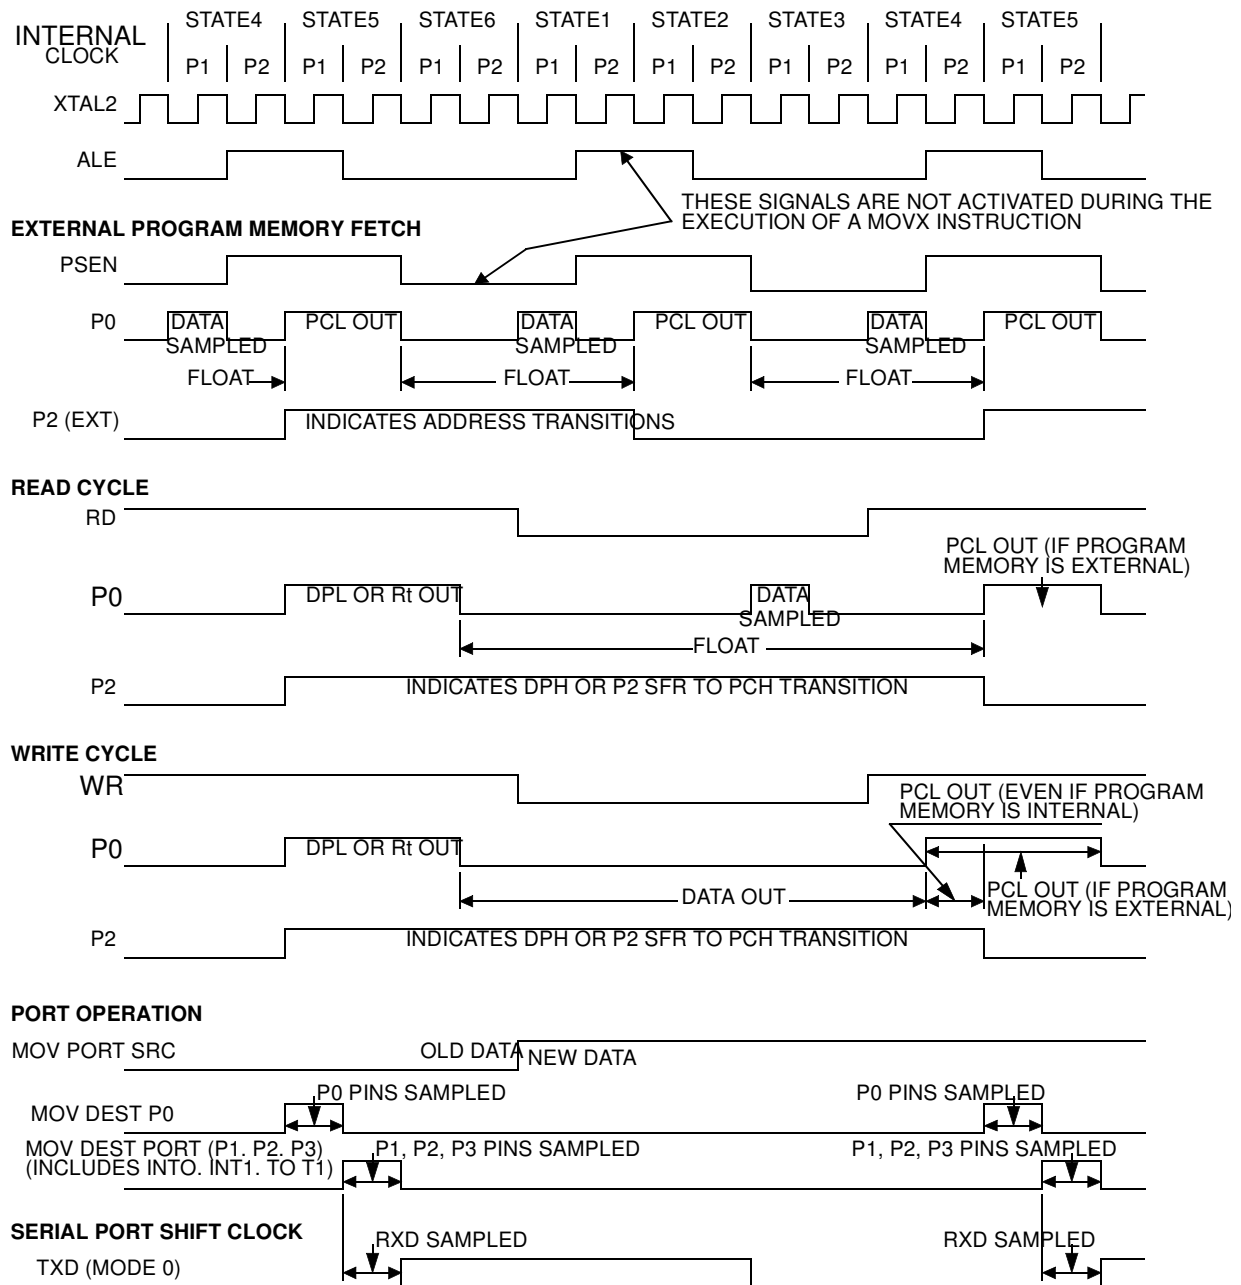 INTERNAL
CLOCK
STATE4 STATE5 STATE6 STATE1 STATE2 STATE3 STATE4 STATE5
P1 P2 P1 P2 P1 P2 P1 P2 P1 P2 P1 P2 P1 P2 P1 P2
XTAL2
ALE
THESE SIGNALS ARE NOT ACTIVATED DURING THE
EXECUTION OF A MOVX INSTRUCTION
EXTERNAL PROGRAM MEMORY FETCH
PSEN
P0 DATA PCL OUT DATA PCL OUT DATA PCL OUT
SAMPLED SAMPLED SAMPLED
FLOAT FLOAT FLOAT
P2 (EXT) INDICATES ADDRESS TRANSITIONS
READ CYCLE
RD
PCL OUT (IF PROGRAM
MEMORY IS EXTERNAL)
P0 DPL OR Rt OUT DATA
SAMPLED
FLOAT
P2 INDICATES DPH OR P2 SFR TO PCH TRANSITION
WRITE CYCLE
WR
PCL OUT (EVEN IF PROGRAM
MEMORY IS INTERNAL)
P0 DPL OR Rt OUT
DATA OUT
PCL OUT (IF PROGRAM
MEMORY IS EXTERNAL)
P2 INDICATES DPH OR P2 SFR TO PCH TRANSITION
PORT OPERATION
MOV PORT SRC OLD DATA NEW DATA
P0 PINS SAMPLED P0 PINS SAMPLED
MOV DEST P0
MOV DEST PORT (P1. P2. P3) P1, P2, P3 PINS SAMPLED P1, P2, P3 PINS SAMPLED
(INCLUDES INTO. INT1. TO T1)
SERIAL PORT SHIFT CLOCK
RXD SAMPLED RXD SAMPLED
TXD (MODE 0)